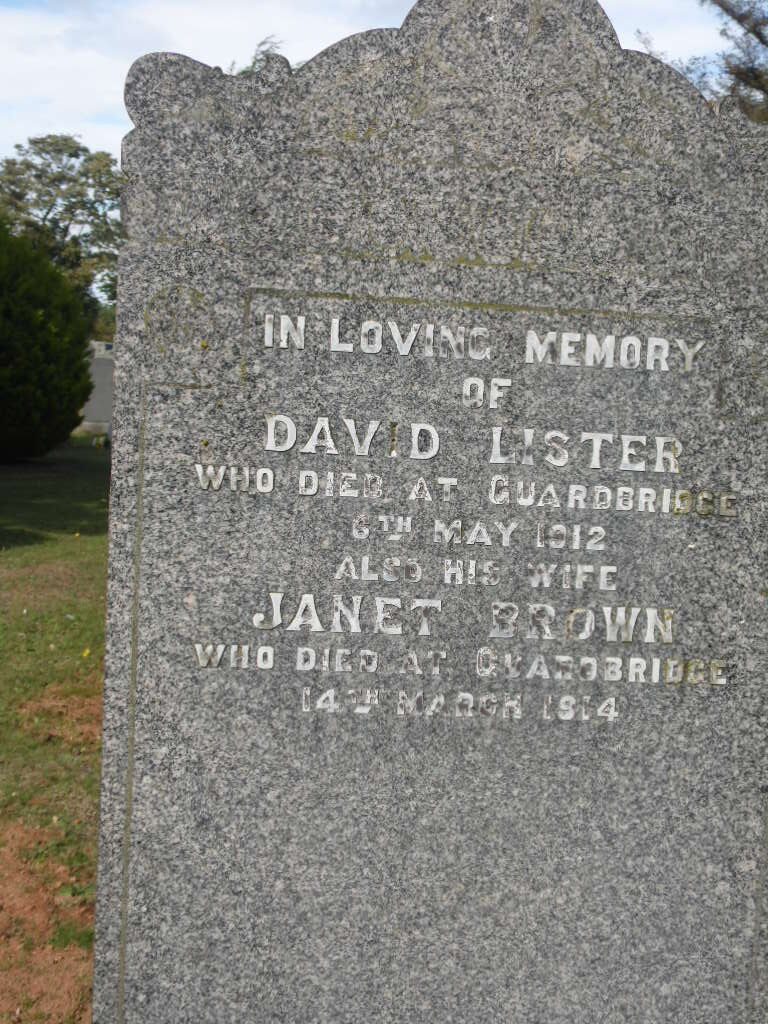 IN LOVING MEMORY
OF
DAVID LISTER
WHO DIED AT GUARDBRIDGE
6TH MAY 1912
ALSO HIS WIFE
JANET BROWN
WHO DIED AT GUARDBRIDGE
14TH MARCH 1914